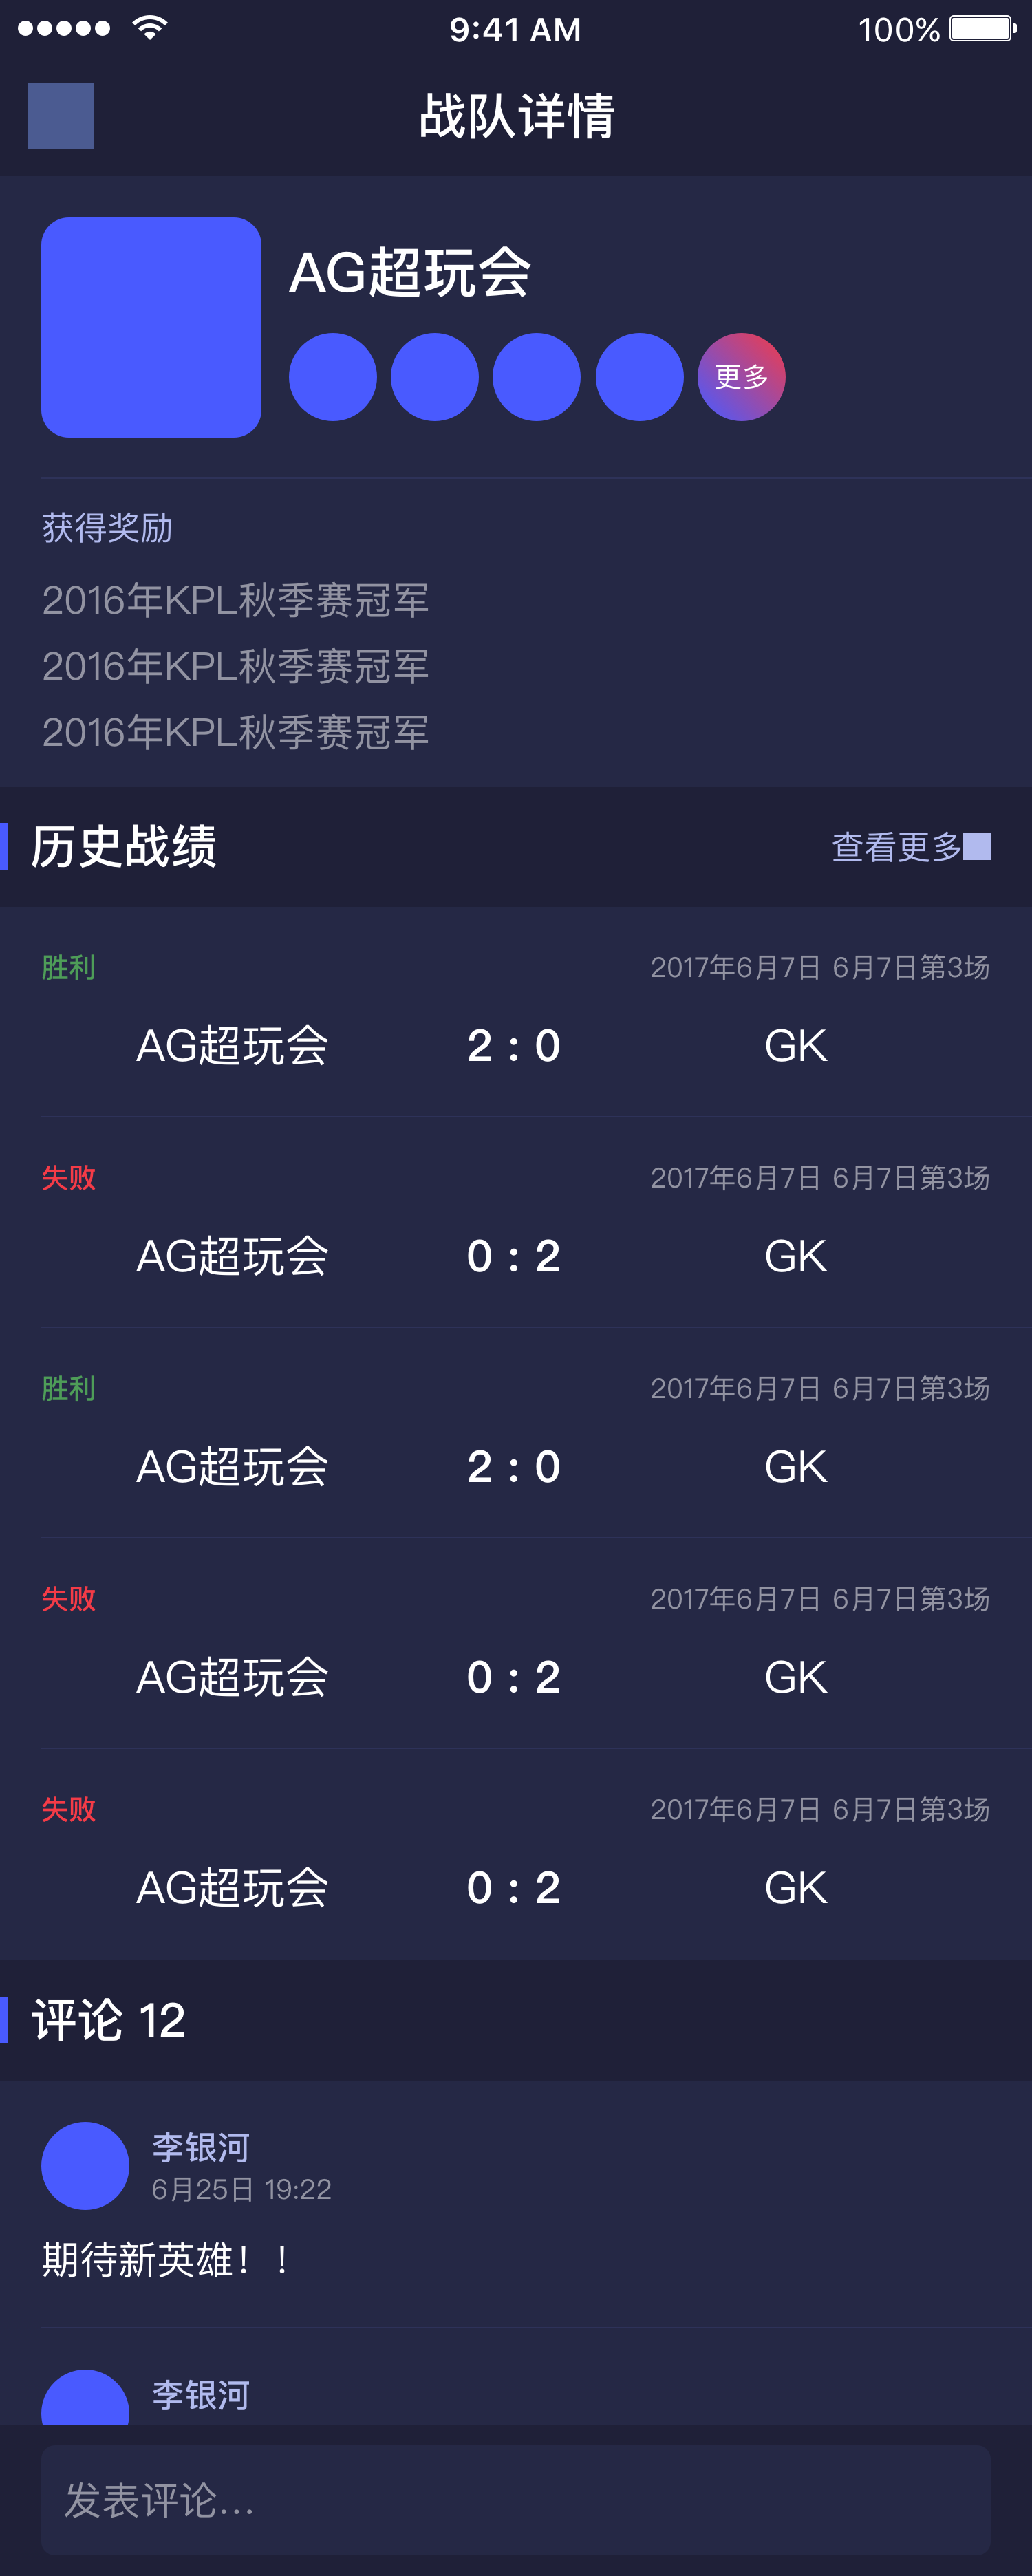 9:41 AM 100%
战队详情
AG超玩会
更多
获得奖励
2016年KPL秋季赛冠军
2016年KPL秋季赛冠军
2016年KPL秋季赛冠军
历史战绩 查看更多
胜利 2017年6月7日 6月7日第3场
AG超玩会 2 : 0 GK
失败 2017年6月7日 6月7日第3场
AG超玩会 0 : 2 GK
胜利 2017年6月7日 6月7日第3场
AG超玩会 2 : 0 GK
失败 2017年6月7日 6月7日第3场
AG超玩会 0 : 2 GK
失败 2017年6月7日 6月7日第3场
AG超玩会 0 : 2 GK
评论 12
李银河
6月25日 19:22
期待新英雄！！
李银河
发表评论...